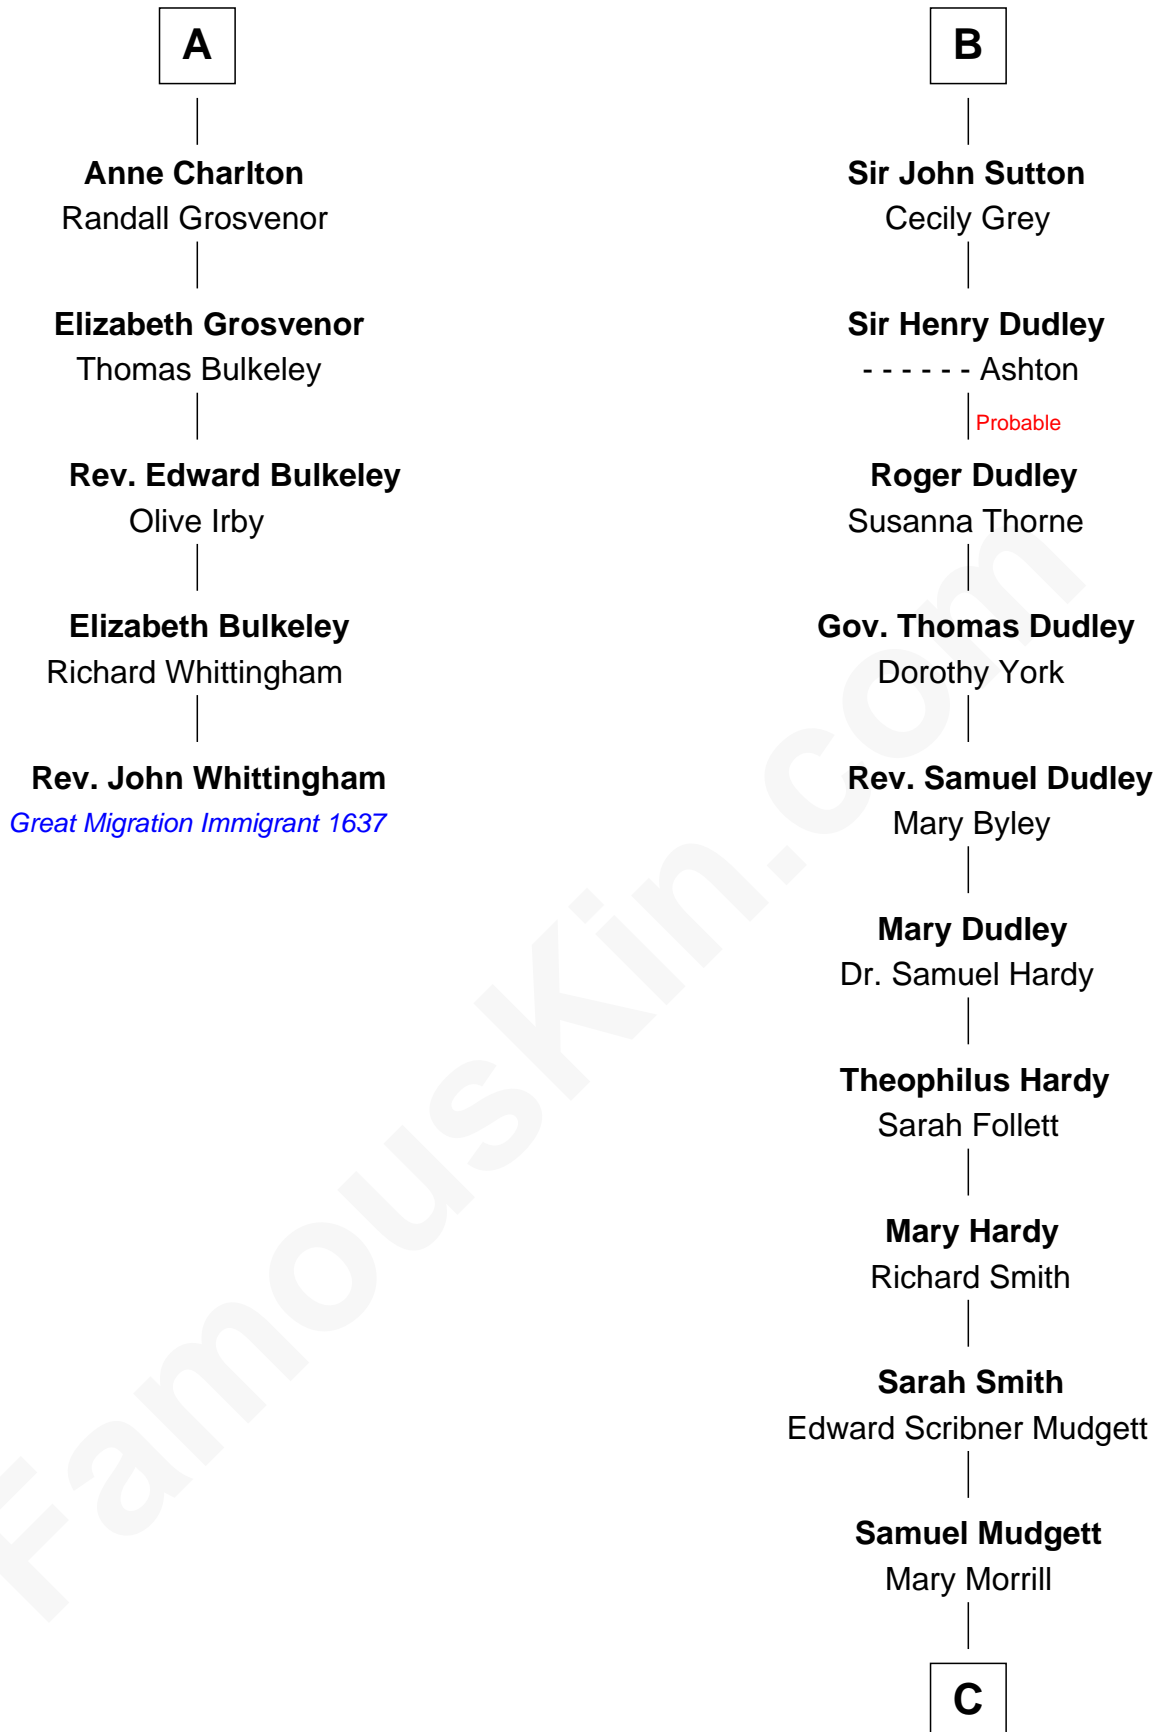 A
Anne Charlton
Randall Grosvenor
Elizabeth Grosvenor
Thomas Bulkeley
Rev. Edward Bulkeley
Olive Irby
Elizabeth Bulkeley
Richard Whittingham
Rev. John Whittingham
Great Migration Immigrant 1637
B
Sir John Sutton
Cecily Grey
Sir Henry Dudley
- - - - - - Ashton
Probable
Roger Dudley
Susanna Thorne
Gov. Thomas Dudley
Dorothy York
Rev. Samuel Dudley
Mary Byley
Mary Dudley
Dr. Samuel Hardy
Theophilus Hardy
Sarah Follett
Mary Hardy
Richard Smith
Sarah Smith
Edward Scribner Mudgett
Samuel Mudgett
Mary Morrill
C
FamousKin.com